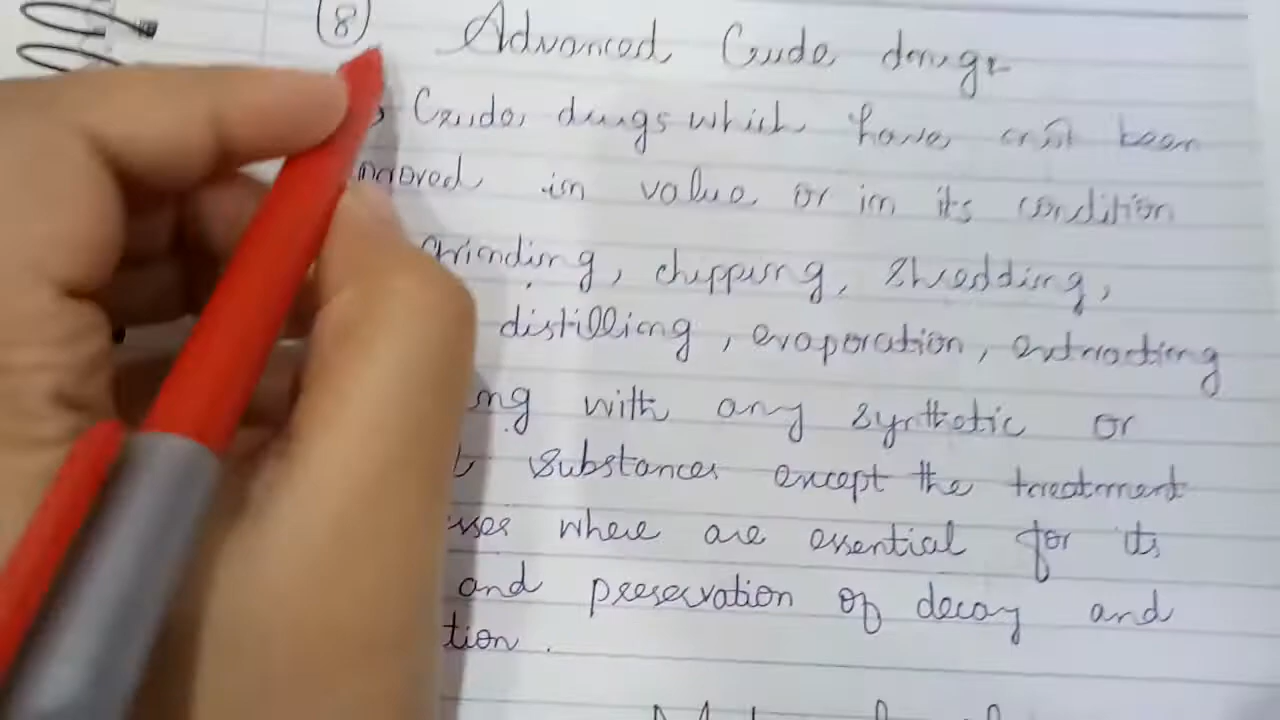 8 Advanced Crude drugs
Crude drugs which have not been
in value or in its condition
grinding, chipping, shredding,
distilling, evaporation, extracting
ng with any synthetic or
substances except the treatment
where are essential for its
and preservation of decay and
tion.